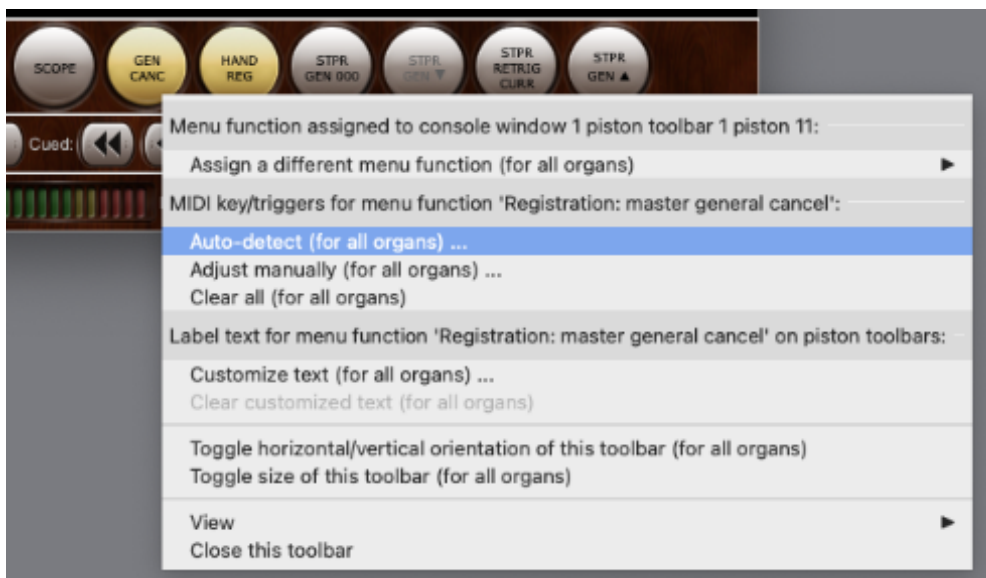 SCOPE
GEN
CANC
HAND
REG
STPR
GEN 000
STPR
GEN ▼
STPR
RETRIG
CURR
STPR
GEN ▲
Cued:
Menu function assigned to console window 1 piston toolbar 1 piston 11:
Assign a different menu function (for all organs)
MIDI key/triggers for menu function 'Registration: master general cancel':
Auto-detect (for all organs) ...
Adjust manually (for all organs) ...
Clear all (for all organs)
Label text for menu function 'Registration: master general cancel' on piston toolbars:
Customize text (for all organs) ...
Clear customized text (for all organs)
Toggle horizontal/vertical orientation of this toolbar (for all organs)
Toggle size of this toolbar (for all organs)
View
Close this toolbar